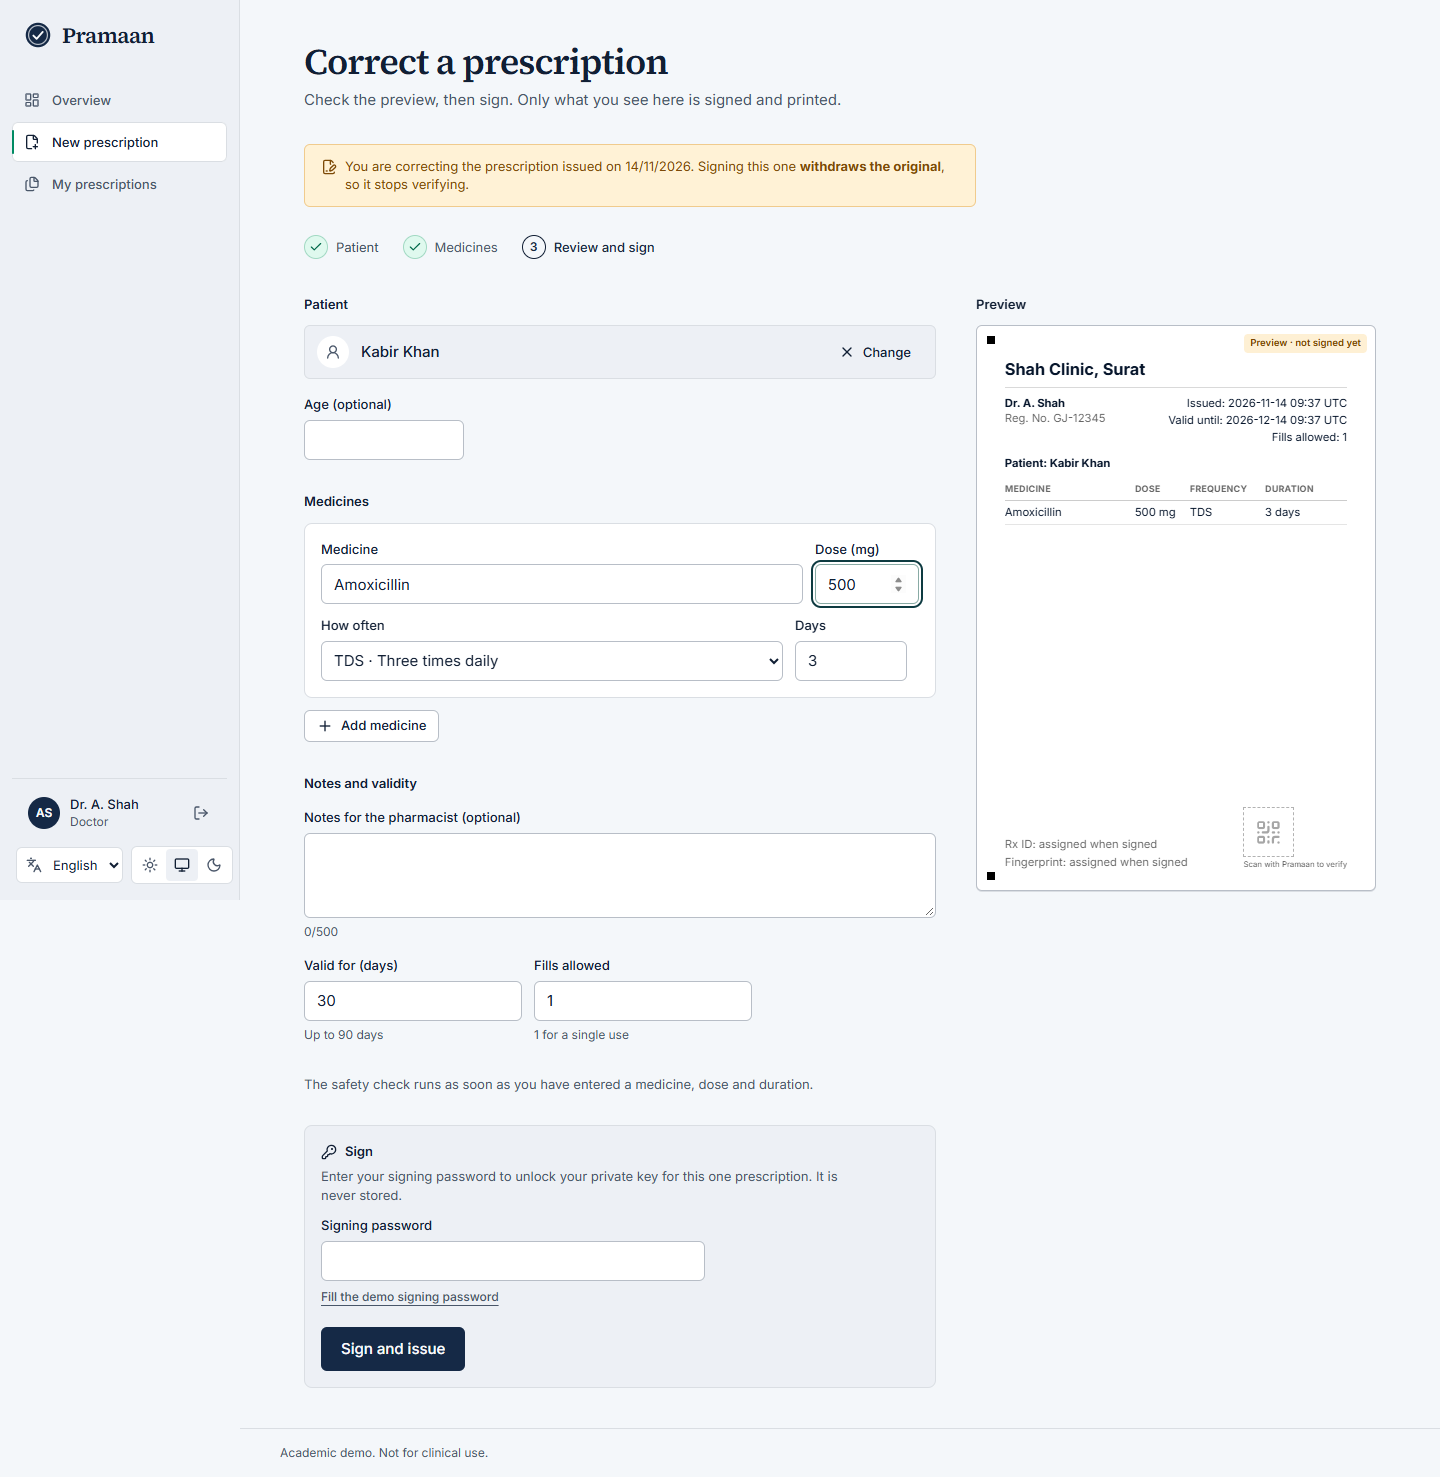 Pramaan
Overview
New prescription
My prescriptions
AS
Dr. A. Shah
Doctor
English
Correct a prescription
Check the preview, then sign. Only what you see here is signed and printed.
You are correcting the prescription issued on 14/11/2026. Signing this one withdraws the original,
so it stops verifying.
Patient
Medicines
3
Review and sign
Patient
Kabir Khan
Change
Age (optional)
Medicines
Medicine
Dose (mg)
Amoxicillin
500
How often
Days
TDS · Three times daily
3
Add medicine
Notes and validity
Notes for the pharmacist (optional)
0/500
Valid for (days)
Fills allowed
30
1
Up to 90 days
1 for a single use
The safety check runs as soon as you have entered a medicine, dose and duration.
Sign
Enter your signing password to unlock your private key for this one prescription. It is
never stored.
Signing password
Fill the demo signing password
Sign and issue
Preview
Preview · not signed yet
Shah Clinic, Surat
Dr. A. Shah
Reg. No. GJ-12345
Issued: 2026-11-14 09:37 UTC
Valid until: 2026-12-14 09:37 UTC
Fills allowed: 1
Patient: Kabir Khan
MEDICINE DOSE FREQUENCY DURATION
Amoxicillin 500 mg TDS 3 days
Rx ID: assigned when signed
Fingerprint: assigned when signed
Scan with Pramaan to verify
Academic demo. Not for clinical use.